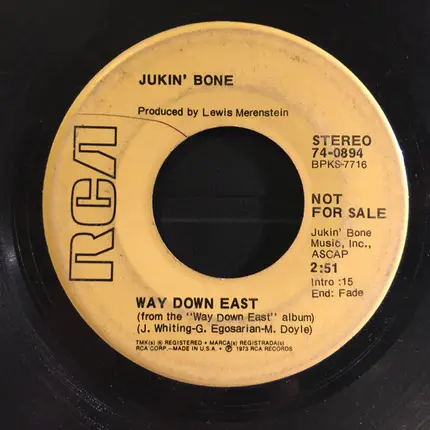 JUKIN' BONE
Produced by Lewis Merenstein
RCA
STEREO
74-0894
BPKS-7716
NOT
FOR SALE
Jukin' Bone
Music, Inc.,
ASCAP
2:51
Intro :15
End: Fade
WAY DOWN EAST
(from the "Way Down East" album)
(J. Whiting-G. Egosarian-M. Doyle)
TMK(s) ® REGISTERED • MARCA(s) REGISTRADA(s)
RCA CORP.-MADE IN U.S.A. • ℗ 1973 RCA RECORDS